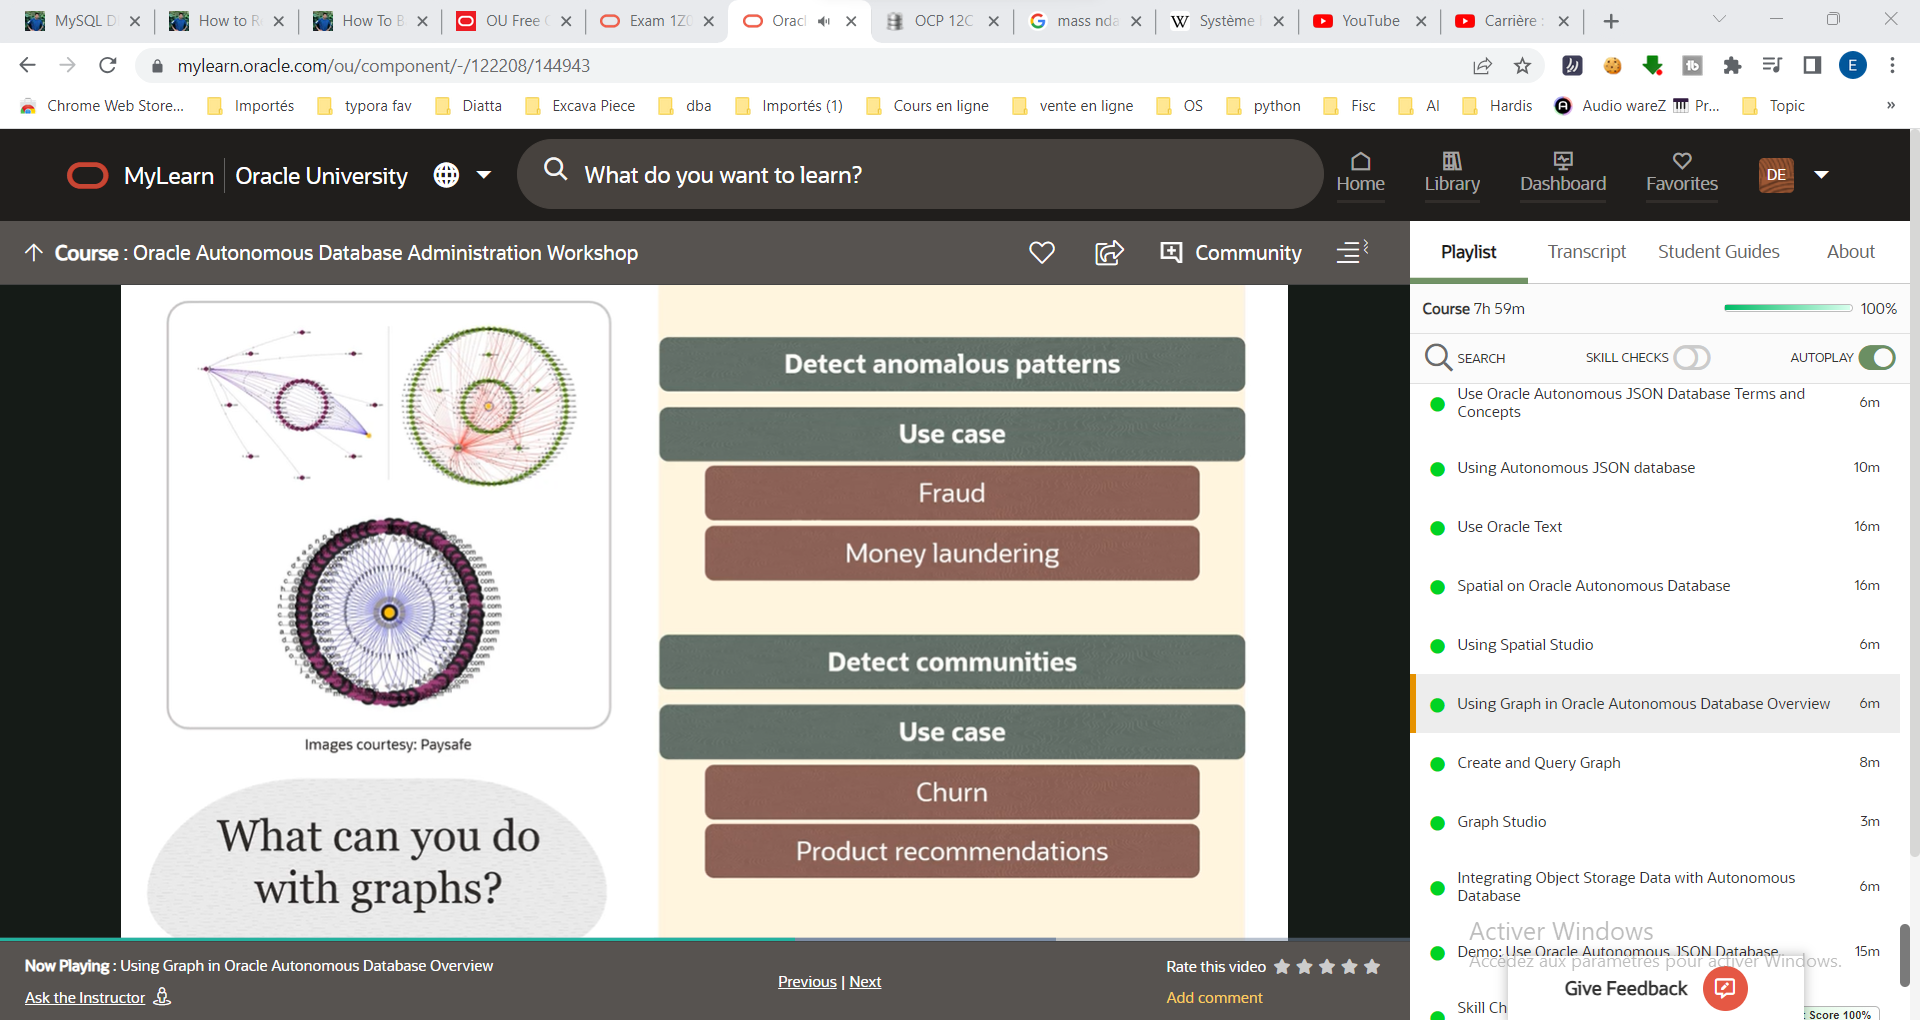 MySQL D
How to R
How To B
OU Free C
Exam 1Z0
Oracl
OCP 12C
mass nda
Système
YouTube
Carrière :
mylearn.oracle.com/ou/component/-/122208/144943
E
Chrome Web Store...
Importés
typora fav
Diatta
Excava Piece
dba
Importés (1)
Cours en ligne
vente en ligne
OS
python
Fisc
AI
Hardis
Audio wareZ
Pr...
Topic
»
MyLearn
Oracle University
What do you want to learn?
Home
Library
Dashboard
Favorites
DE
Course : Oracle Autonomous Database Administration Workshop
Community
Images courtesy: Paysafe
What can you do
with graphs?
Detect anomalous patterns
Use case
Fraud
Money laundering
Detect communities
Use case
Churn
Product recommendations
Now Playing : Using Graph in Oracle Autonomous Database Overview
Ask the Instructor
Previous | Next
Rate this video
Add comment
Playlist
Transcript
Student Guides
About
Course 7h 59m
100%
SEARCH
SKILL CHECKS
AUTOPLAY
Use Oracle Autonomous JSON Database Terms and
Concepts
6m
Using Autonomous JSON database
10m
Use Oracle Text
16m
Spatial on Oracle Autonomous Database
16m
Using Spatial Studio
6m
Using Graph in Oracle Autonomous Database Overview
6m
Create and Query Graph
8m
Graph Studio
3m
Integrating Object Storage Data with Autonomous
Database
6m
Activer Windows
Demo: Use Oracle Autonomous JSON Database
15m
Accédez aux paramètres pour activer Windows.
Give Feedback
Skill Ch
: Score 100%